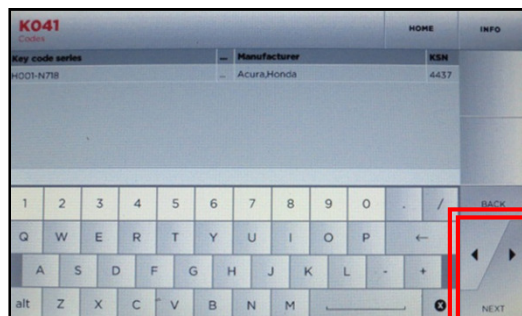 K041
HOME
INFO
Codes
Key code series
...
Manufacturer
KSN
H001-N718
..
Acura,Honda
4437
1 2 3 4 5 6 7 8 9 0 . /
BACK
Q W E R T Y U I O P ←
A S D F G H J K L - +
alt Z X C V B N M
NEXT